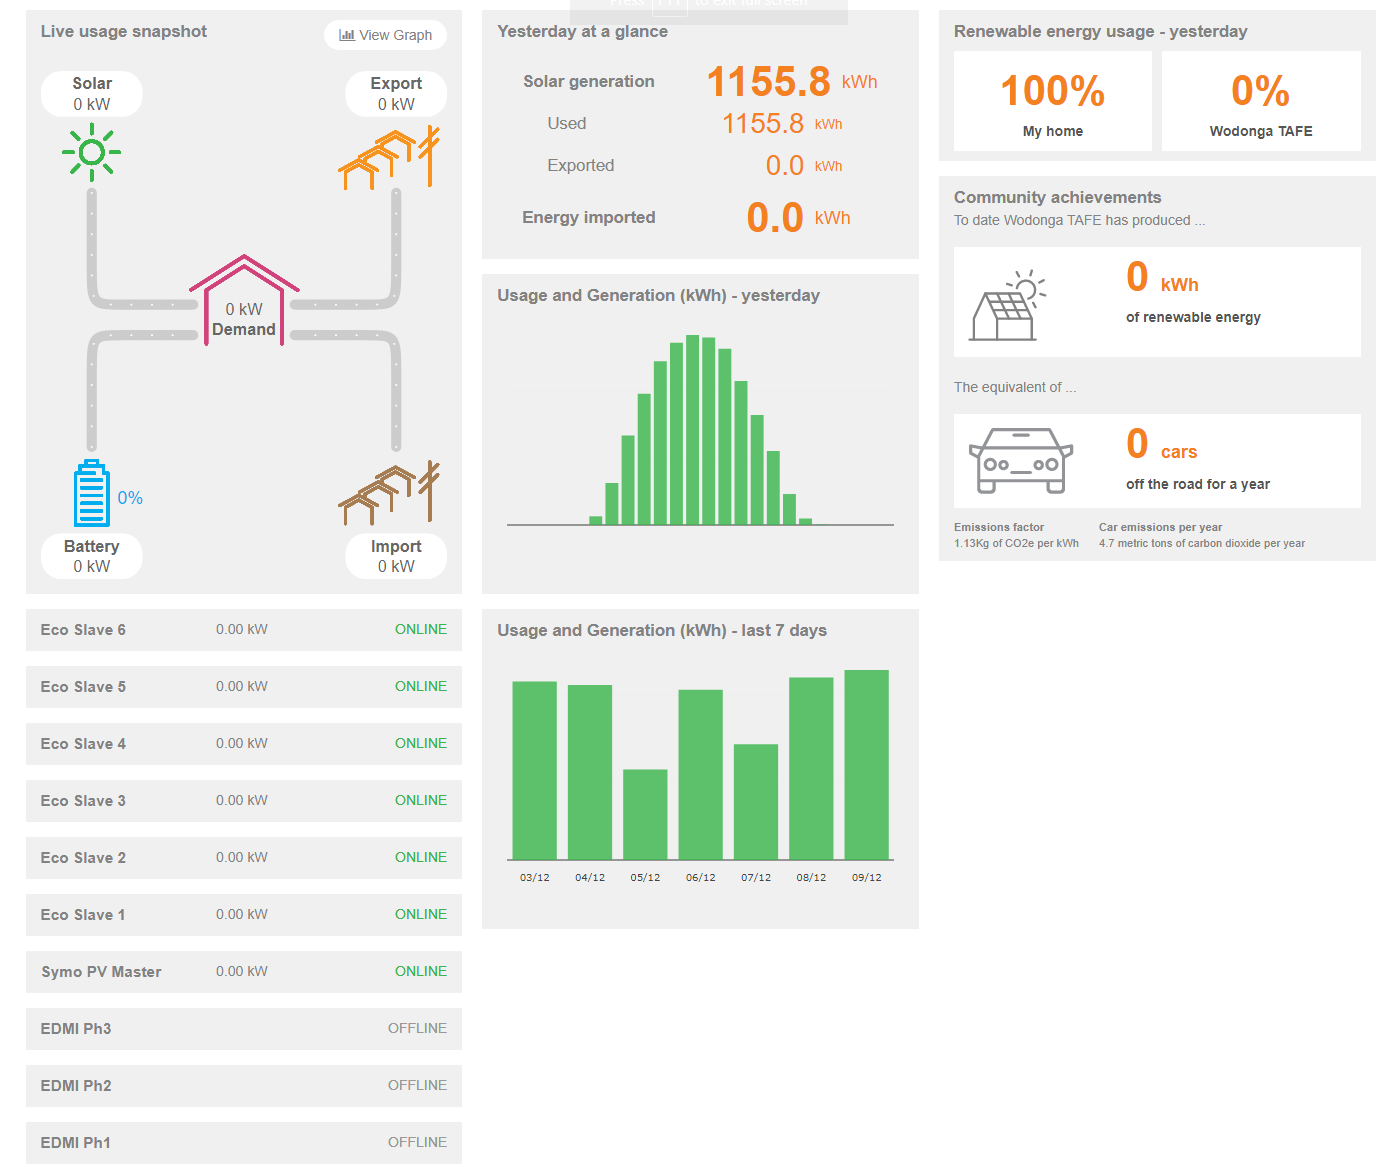 Press to exit full screen
Live usage snapshot
View Graph
Solar
0 kW
Export
0 kW
0 kW
Demand
0%
Battery
0 kW
Import
0 kW
Eco Slave 6 0.00 kW ONLINE
Eco Slave 5 0.00 kW ONLINE
Eco Slave 4 0.00 kW ONLINE
Eco Slave 3 0.00 kW ONLINE
Eco Slave 2 0.00 kW ONLINE
Eco Slave 1 0.00 kW ONLINE
Symo PV Master 0.00 kW ONLINE
EDMI Ph3 OFFLINE
EDMI Ph2 OFFLINE
EDMI Ph1 OFFLINE
Yesterday at a glance
Solar generation 1155.8 kWh
Used 1155.8 kWh
Exported 0.0 kWh
Energy imported 0.0 kWh
Usage and Generation (kWh) - yesterday
Usage and Generation (kWh) - last 7 days
03/12 04/12 05/12 06/12 07/12 08/12 09/12
Renewable energy usage - yesterday
100%
My home
0%
Wodonga TAFE
Community achievements
To date Wodonga TAFE has produced ...
0 kWh
of renewable energy
The equivalent of ...
0 cars
off the road for a year
Emissions factor
1.13Kg of CO2e per kWh
Car emissions per year
4.7 metric tons of carbon dioxide per year